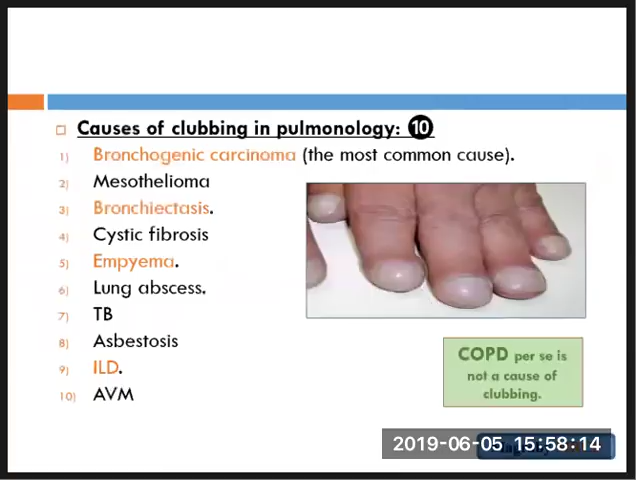 Causes of clubbing in pulmonology: 10
1) Bronchogenic carcinoma (the most common cause).
2) Mesothelioma
3) Bronchiectasis.
4) Cystic fibrosis
5) Empyema.
6) Lung abscess.
7) TB
8) Asbestosis
9) ILD.
10) AVM
COPD per se is
not a cause of
clubbing.
2019-06-05 15:58:14